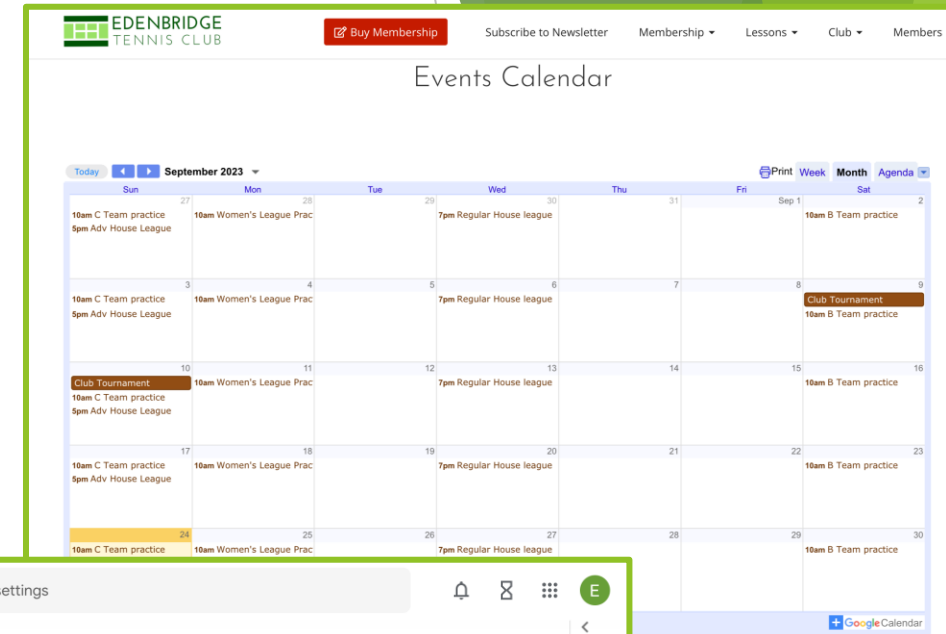 EDENBRIDGE
TENNIS CLUB
Buy Membership Subscribe to Newsletter Membership Lessons Club Members
Events Calendar
Today September 2023 Print Week Month Agenda
Sun Mon Tue Wed Thu Fri Sat
27 28 29 30 31 Sep 1 2
10am C Team practice 10am Women's League Prac 7pm Regular House league 10am B Team practice
5pm Adv House League
3 4 5 6 7 8 9
Club Tournament
10am C Team practice 10am Women's League Prac 7pm Regular House league 10am B Team practice
5pm Adv House League
10 11 12 13 14 15 16
Club Tournament 10am Women's League Prac 7pm Regular House league 10am B Team practice
10am C Team practice
5pm Adv House League
17 18 19 20 21 22 23
10am C Team practice 10am Women's League Prac 7pm Regular House league 10am B Team practice
5pm Adv House League
24 25 26 27 28 29 30
10am C Team practice 10am Women's League Prac 7pm Regular House league 10am B Team practice
settings E
Google Calendar